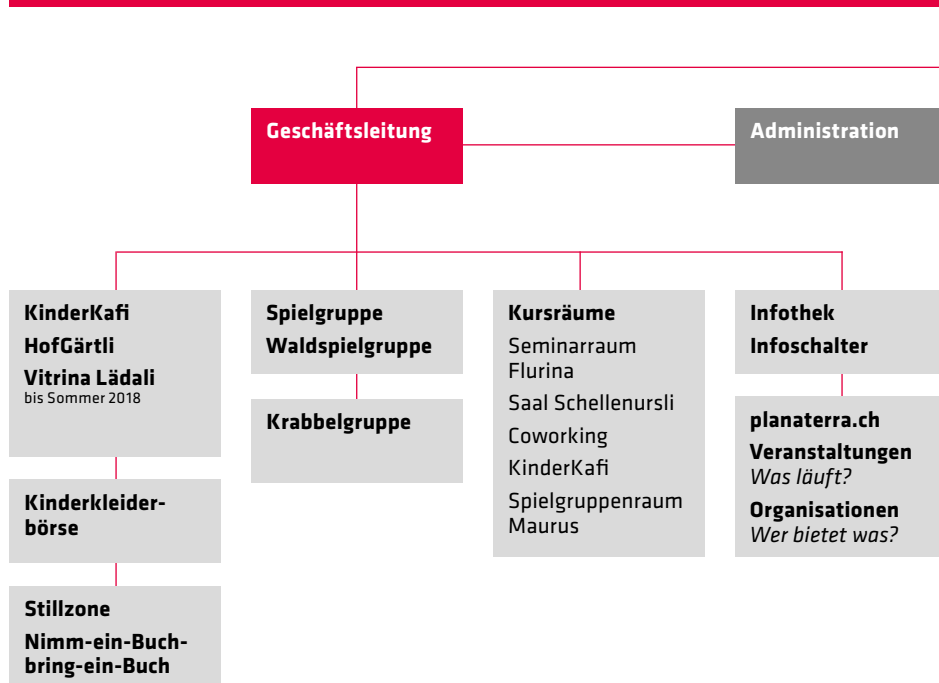 Geschäftsleitung
Administration
KinderKafi
HofGärtli
Vitrina Lädali
bis Sommer 2018
Kinderkleider-
börse
Stillzone
Nimm-ein-Buch-
bring-ein-Buch
Spielgruppe
Waldspielgruppe
Krabbelgruppe
Kursräume
Seminarraum
Flurina
Saal Schellenursli
Coworking
KinderKafi
Spielgruppenraum
Maurus
Infothek
Infoschalter
planaterra.ch
Veranstaltungen
Was läuft?
Organisationen
Wer bietet was?